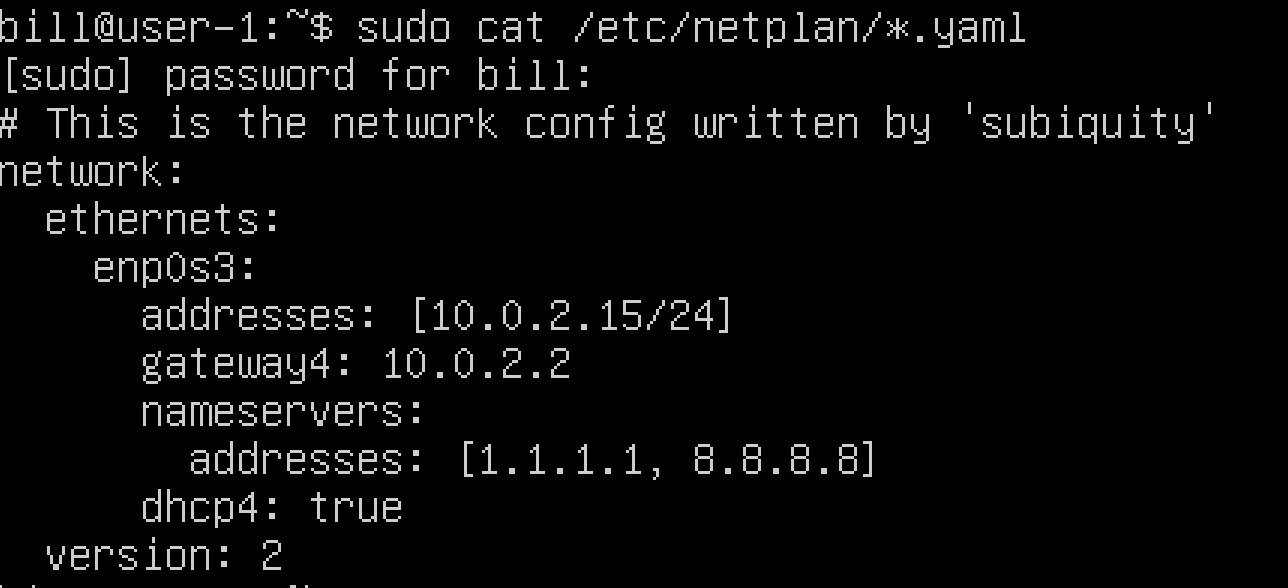 bill@user-1:~$ sudo cat /etc/netplan/*.yaml
[sudo] password for bill:
# This is the network config written by 'subiquity'
network:
  ethernets:
    enp0s3:
      addresses: [10.0.2.15/24]
      gateway4: 10.0.2.2
      nameservers:
        addresses: [1.1.1.1, 8.8.8.8]
      dhcp4: true
  version: 2